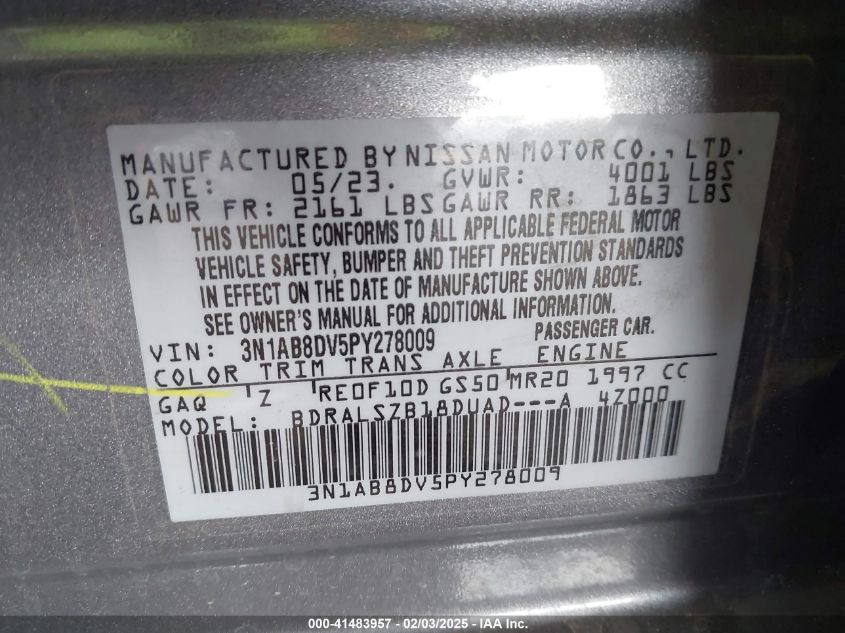 MANUFACTURED BY NISSAN MOTOR CO., LTD.
DATE: 05/23. GVWR: 4001 LBS
GAWR FR: 2161 LBS GAWR RR: 1863 LBS
THIS VEHICLE CONFORMS TO ALL APPLICABLE FEDERAL MOTOR
VEHICLE SAFETY, BUMPER AND THEFT PREVENTION STANDARDS
IN EFFECT ON THE DATE OF MANUFACTURE SHOWN ABOVE.
SEE OWNER'S MANUAL FOR ADDITIONAL INFORMATION.
VIN: 3N1AB8DV5PY278009 PASSENGER CAR.
COLOR TRIM TRANS AXLE ENGINE
GAQ Z RE0F10D GS50 MR20 1997 CC
MODEL: BDRALSZB18DUAD---A 4Z000
3N1AB8DV5PY278009
000-41483957 - 02/03/2025 - IAA Inc.